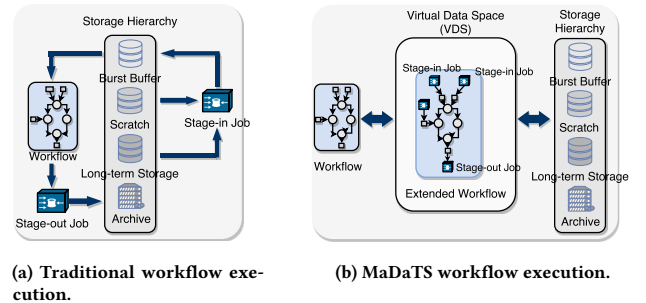 Storage Hierarchy
Burst Buffer
Scratch
Stage-in Job
Workflow
Long-term Storage
Stage-out Job
Archive
(a) Traditional workflow exe-
cution.
Virtual Data Space
(VDS)
Storage
Hierarchy
Stage-in Job
Stage-in Job
Burst Buffer
Scratch
Workflow
Stage-out Job
Long-term Storage
Extended Workflow
Archive
(b) MaDaTS workflow execution.